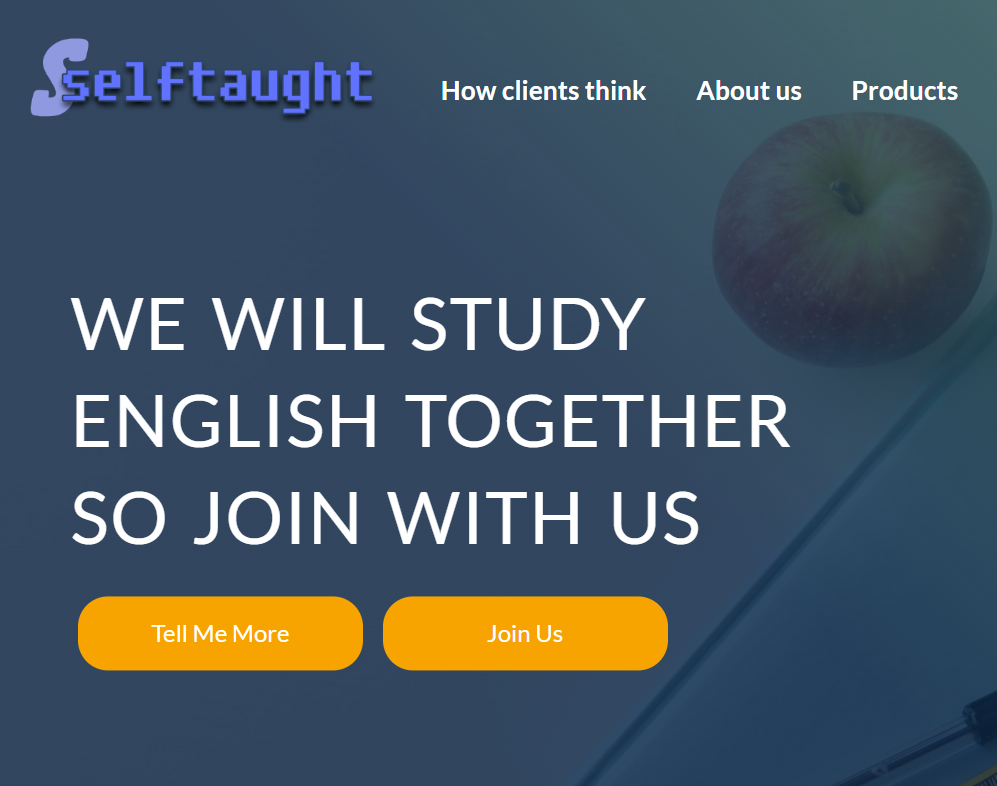 S selftaught
How clients think About us Products
WE WILL STUDY
ENGLISH TOGETHER
SO JOIN WITH US
Tell Me More Join Us